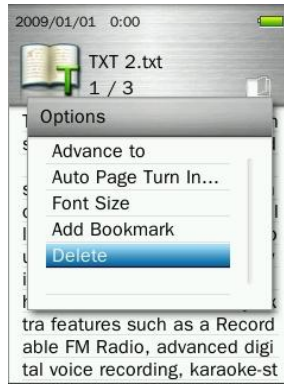 2009/01/01 0:00
TXT 2.txt
1 / 3
Options
Advance to
Auto Page Turn In...
Font Size
Add Bookmark
Delete
tra features such as a Record
able FM Radio, advanced digi
tal voice recording, karaoke-st